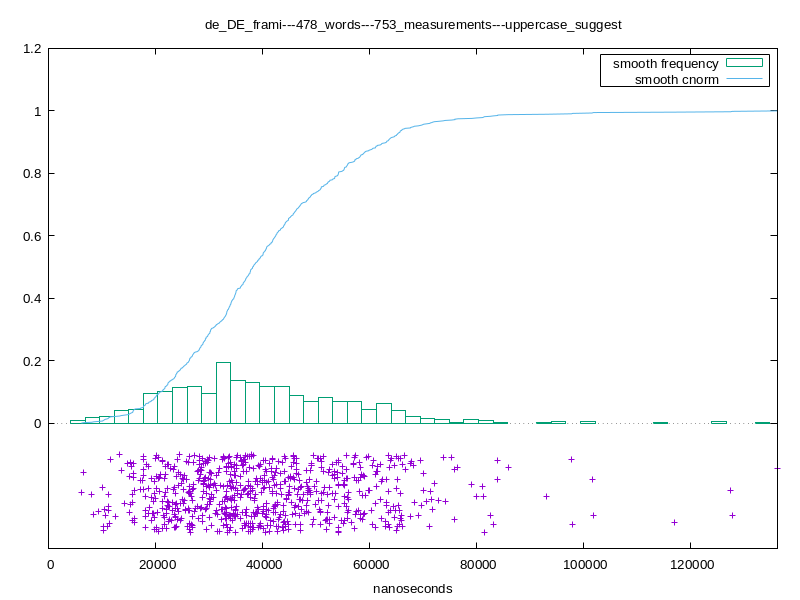 de_DE_frami---478_words---753_measurements---uppercase_suggest
1.2
smooth frequency
smooth cnorm
1
0.8
0.6
0.4
0.2
0
0 20000 40000 60000 80000 100000 120000
nanoseconds